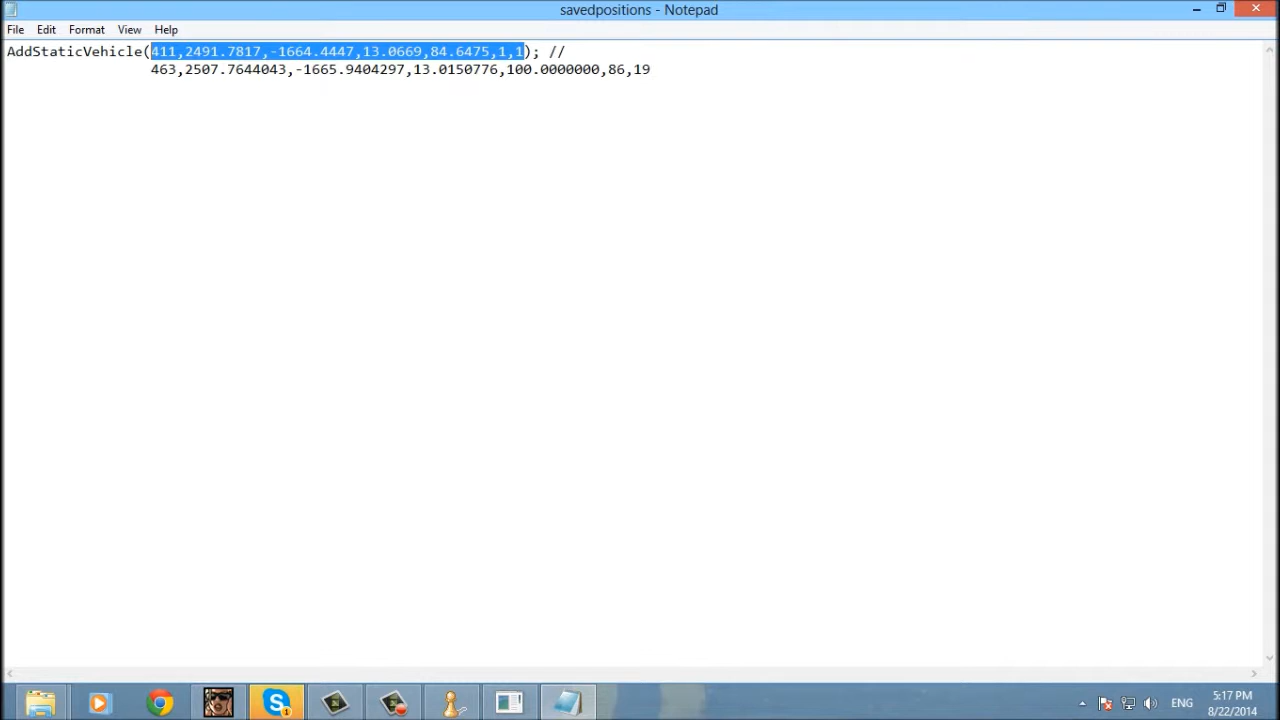 savedpositions - Notepad
File Edit Format View Help
AddStaticVehicle(411,2491.7817,-1664.4447,13.0669,84.6475,1,1); //
463,2507.7644043,-1665.9404297,13.0150776,100.0000000,86,19
ENG
5:17 PM
8/22/2014